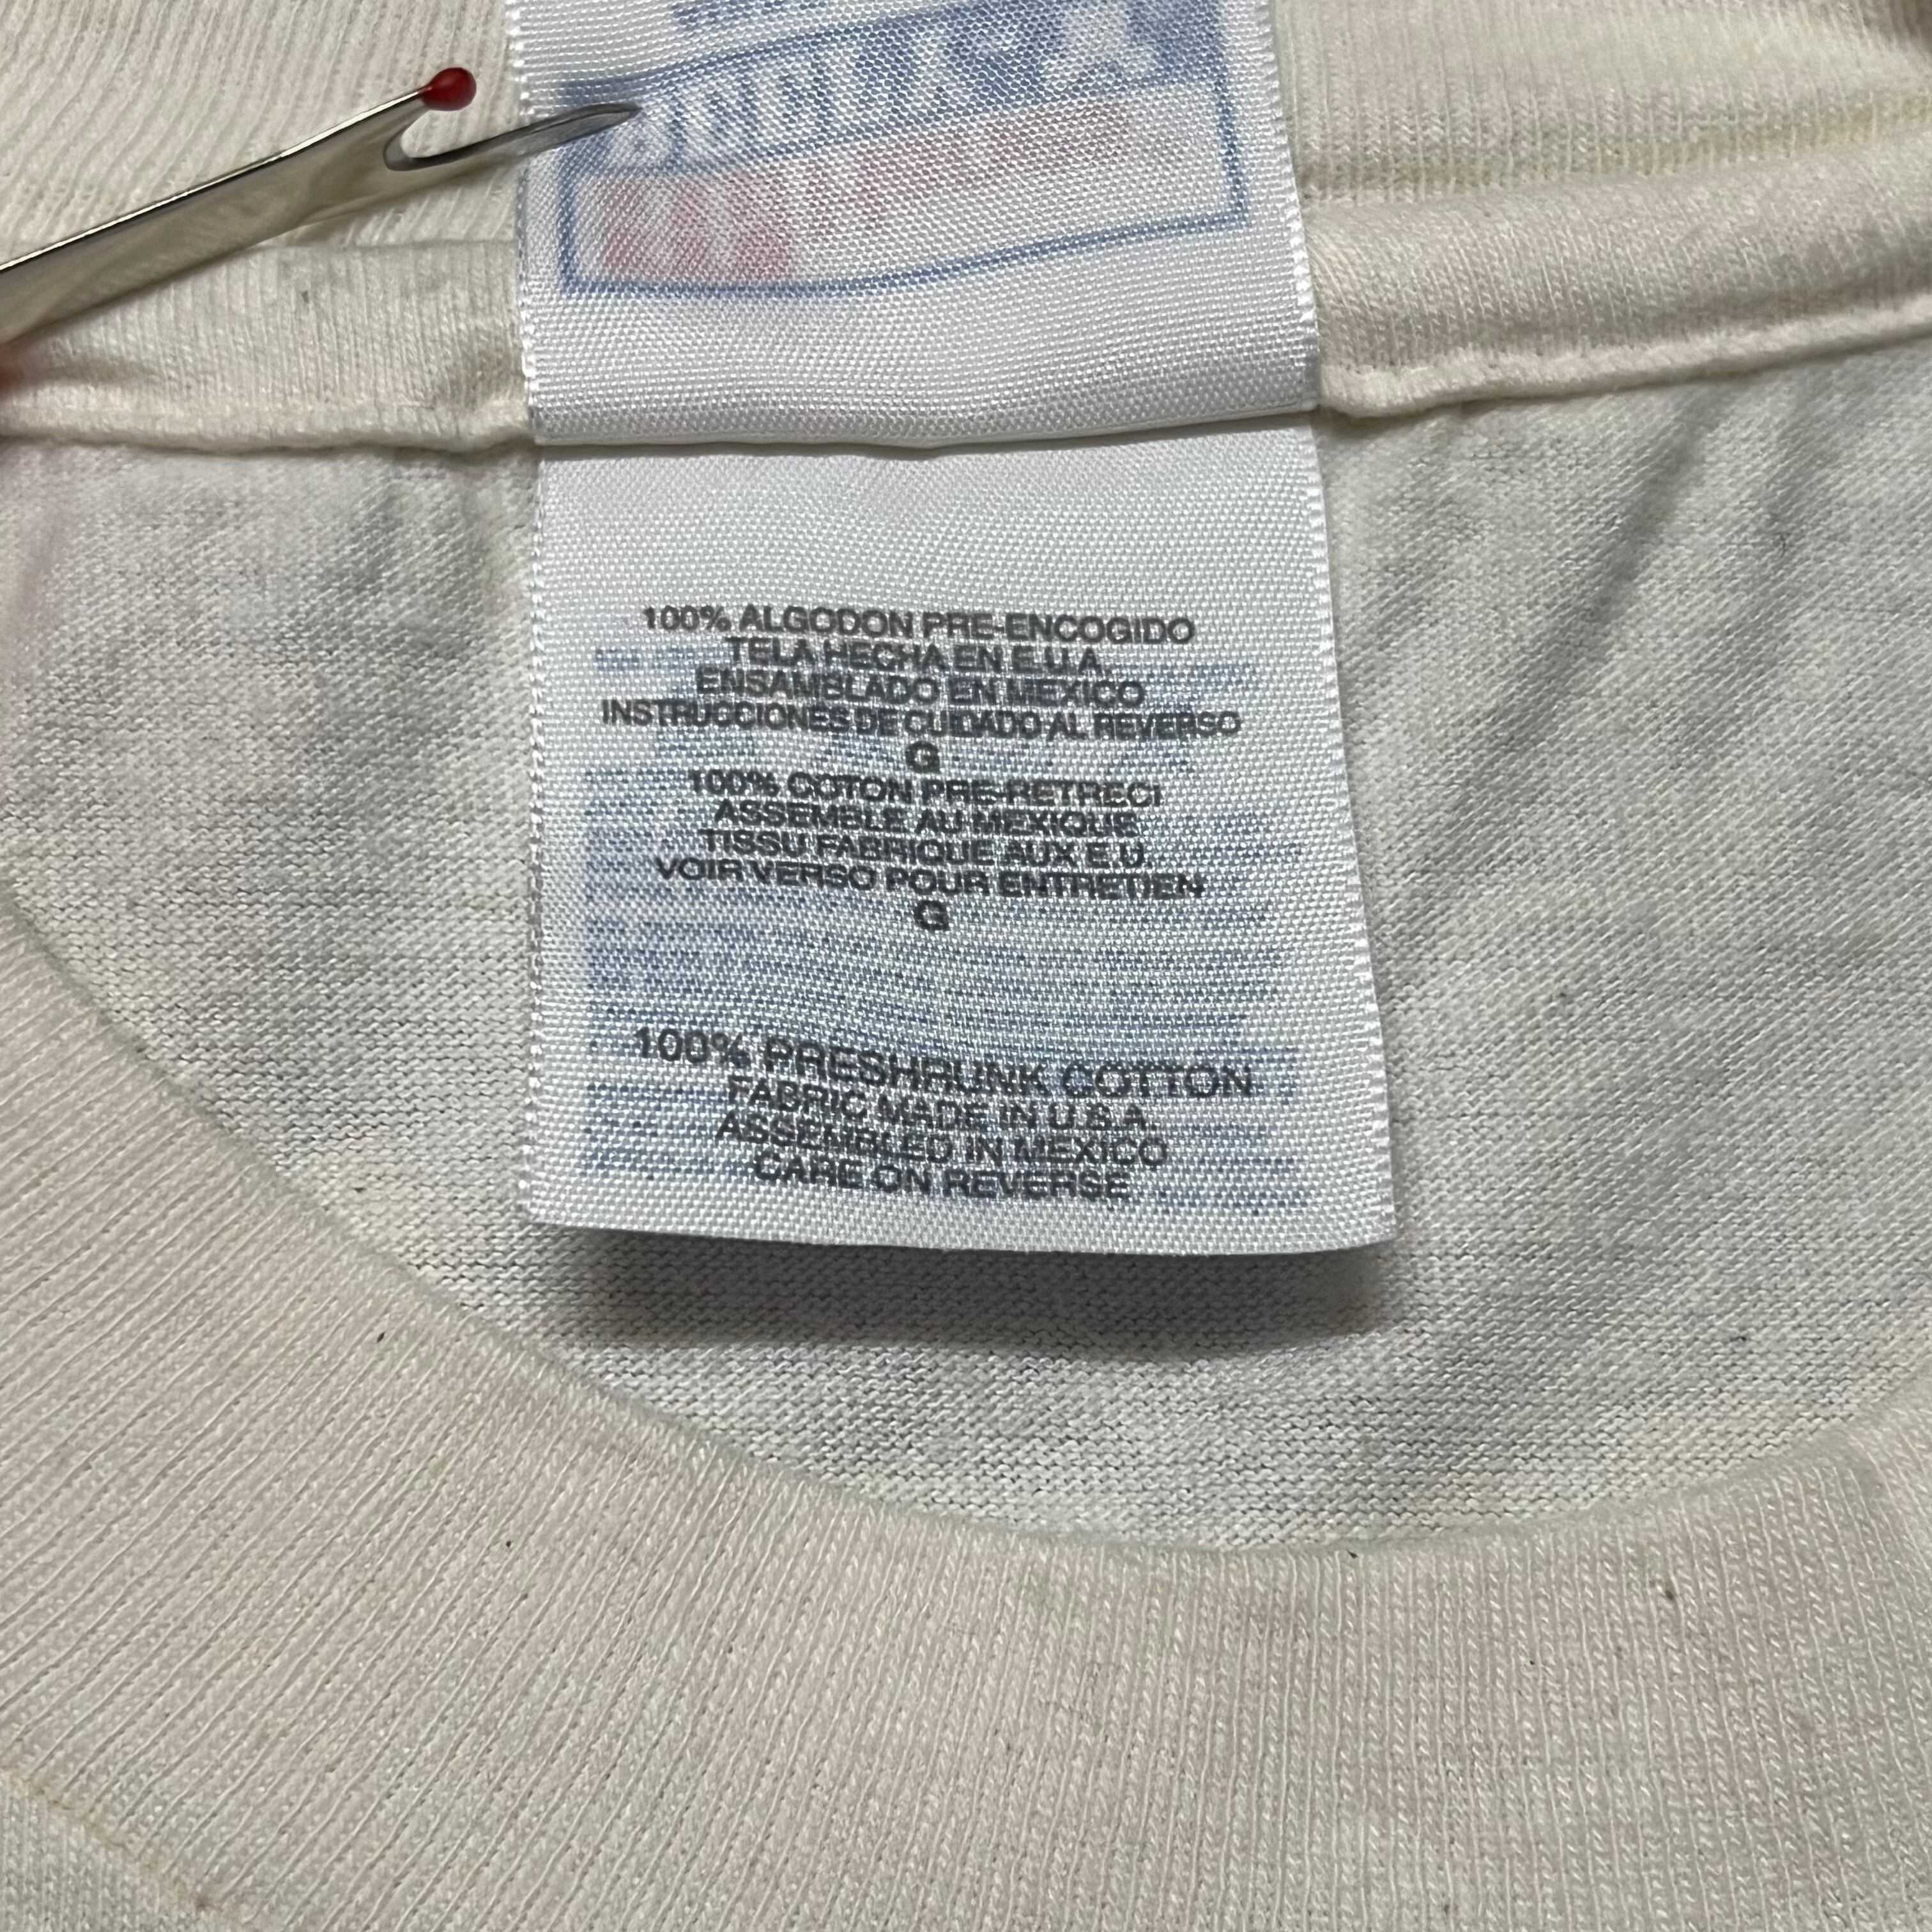 100% ALGODON PRE-ENCOGIDO
TELA HECHA EN E.U.A.
ENSAMBLADO EN MEXICO
INSTRUCCIONES DE CUIDADO AL REVERSO
G
100% COTON PRE-RETRECI
ASSEMBLE AU MEXIQUE
TISSU FABRIQUE AUX E.U.
VOIR VERSO POUR ENTRETIEN
G
100% PRESHRUNK COTTON
FABRIC MADE IN U.S.A.
ASSEMBLED IN MEXICO
CARE ON REVERSE